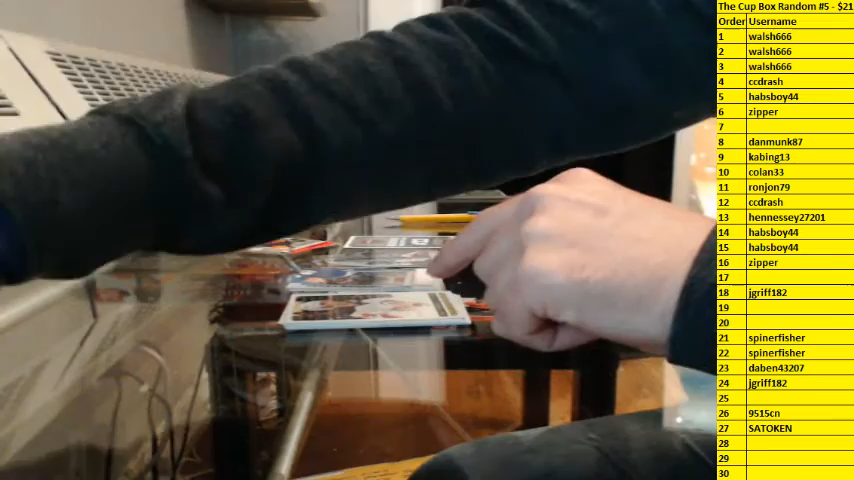 The Cup Box Random #5 - $21
Order Username
1 walsh666
2 walsh666
3 walsh666
4 ccdrash
5 habsboy44
6 zipper
7
8 danmunk87
9 kabing13
10 colan33
11 ronjon79
12 ccdrash
13 hennessey27201
14 habsboy44
15 habsboy44
16 zipper
17
18 jgriff182
19
20
21 spinerfisher
22 spinerfisher
23 daben43207
24 jgriff182
25
26 9515cn
27 SATOKEN
28
29
30